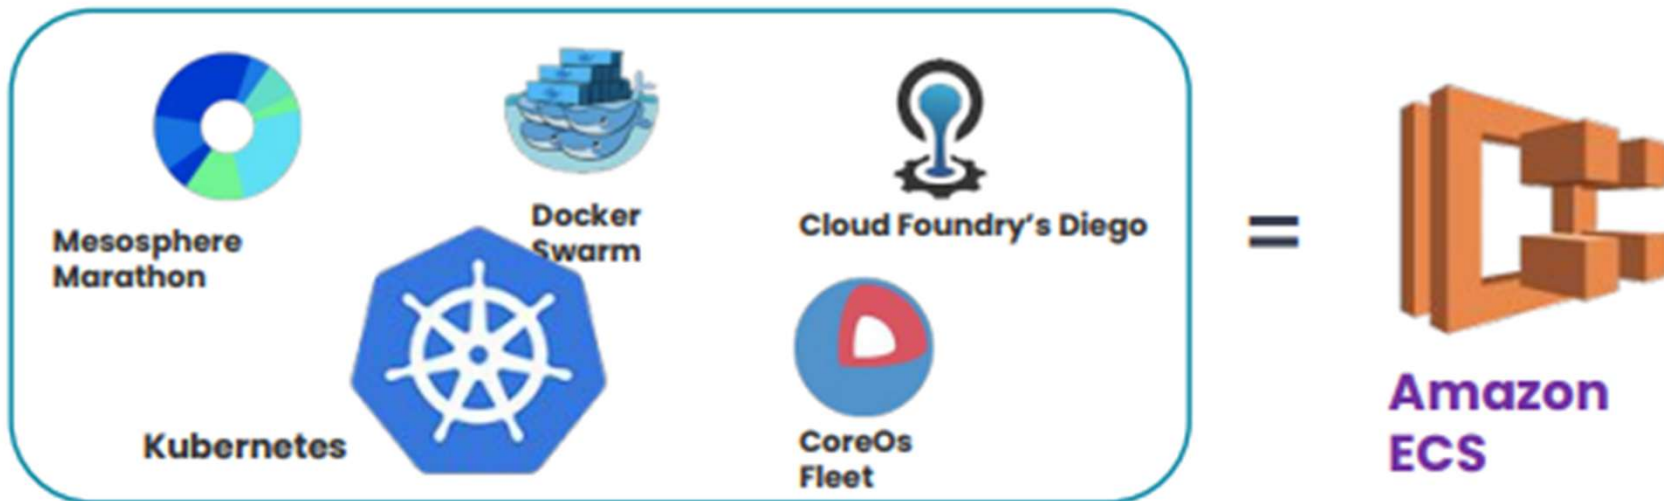 Mesosphere
Marathon
Docker
Swarm
Cloud Foundry’s Diego
=
Kubernetes
CoreOs
Fleet
Amazon
ECS